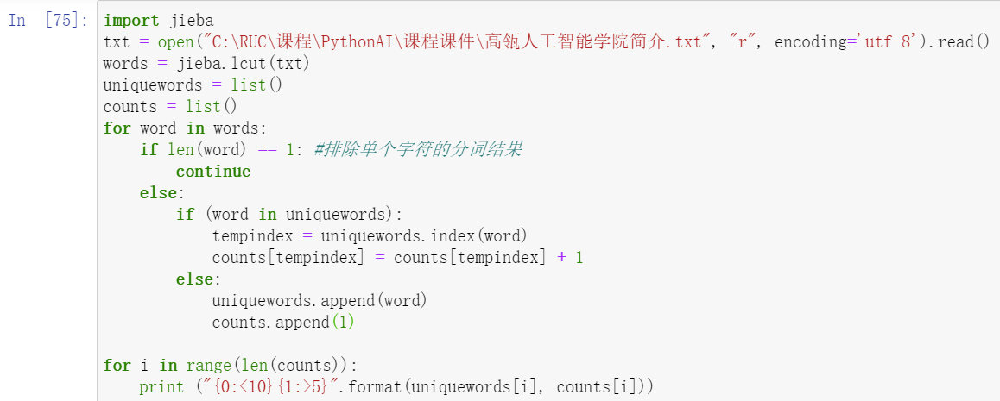 In [75]: import jieba
txt = open("C:\RUC\课程\PythonAI\课程课件\高瓴人工智能学院简介.txt", "r", encoding='utf-8').read()
words = jieba.lcut(txt)
uniquewords = list()
counts = list()
for word in words:
    if len(word) == 1: #排除单个字符的分词结果
        continue
    else:
        if (word in uniquewords):
            tempindex = uniquewords.index(word)
            counts[tempindex] = counts[tempindex] + 1
        else:
            uniquewords.append(word)
            counts.append(1)

for i in range(len(counts)):
    print ("{0:<10}{1:>5}".format(uniquewords[i], counts[i]))